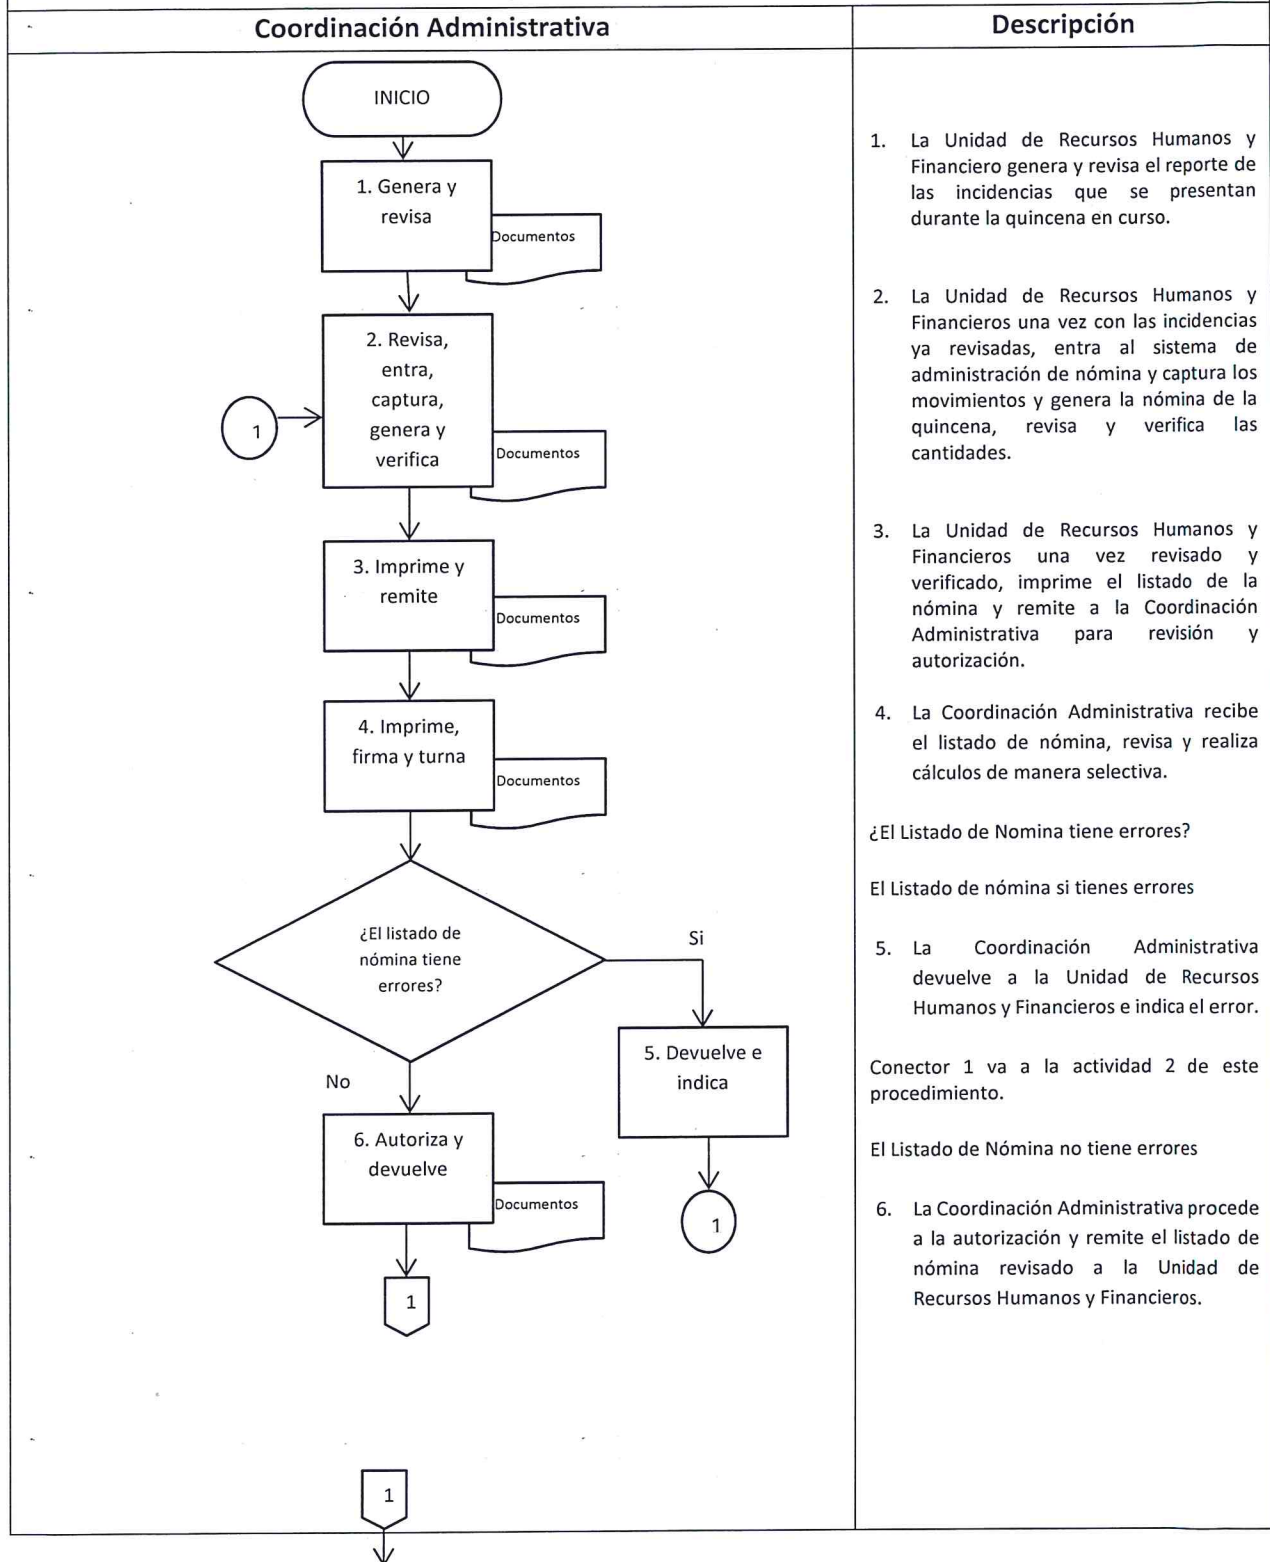 Coordinación Administrativa
Descripción
INICIO
1. Genera y
revisa
Documentos
2. Revisa,
entra,
captura,
genera y
verifica
1
Documentos
3. Imprime y
remite
Documentos
4. Imprime,
firma y turna
Documentos
¿El listado de
nómina tiene
errores?
Si
5. Devuelve e
indica
1
No
6. Autoriza y
devuelve
Documentos
1
1
1. La Unidad de Recursos Humanos y
Financiero genera y revisa el reporte de
las incidencias que se presentan
durante la quincena en curso.
2. La Unidad de Recursos Humanos y
Financieros una vez con las incidencias
ya revisadas, entra al sistema de
administración de nómina y captura los
movimientos y genera la nómina de la
quincena, revisa y verifica las
cantidades.
3. La Unidad de Recursos Humanos y
Financieros una vez revisado y
verificado, imprime el listado de la
nómina y remite a la Coordinación
Administrativa para revisión y
autorización.
4. La Coordinación Administrativa recibe
el listado de nómina, revisa y realiza
cálculos de manera selectiva.
¿El Listado de Nomina tiene errores?
El Listado de nómina si tienes errores
5. La Coordinación Administrativa
devuelve a la Unidad de Recursos
Humanos y Financieros e indica el error.
Conector 1 va a la actividad 2 de este
procedimiento.
El Listado de Nómina no tiene errores
6. La Coordinación Administrativa procede
a la autorización y remite el listado de
nómina revisado a la Unidad de
Recursos Humanos y Financieros.